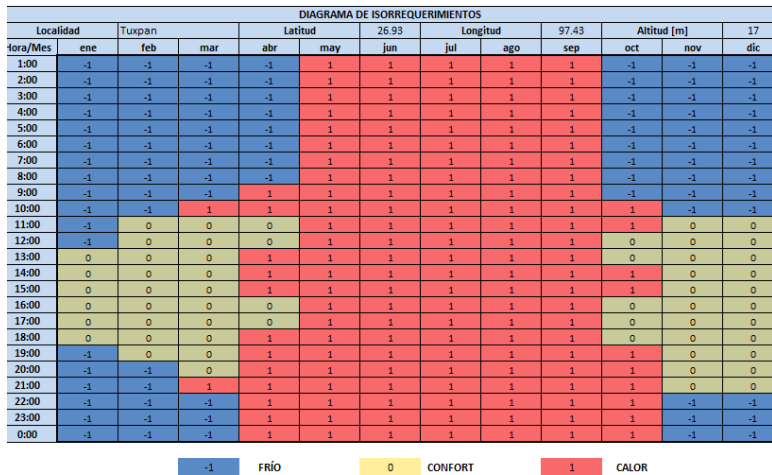 DIAGRAMA DE ISORREQUERIMIENTOS
Localidad Tuxpan Latitud 26.93 Longitud 97.43 Altitud [m] 17
Hora/Mes ene feb mar abr may jun jul ago sep oct nov dic
1:00 -1 -1 -1 -1 1 1 1 1 1 -1 -1 -1
2:00 -1 -1 -1 -1 1 1 1 1 1 -1 -1 -1
3:00 -1 -1 -1 -1 1 1 1 1 1 -1 -1 -1
4:00 -1 -1 -1 -1 1 1 1 1 1 -1 -1 -1
5:00 -1 -1 -1 -1 1 1 1 1 1 -1 -1 -1
6:00 -1 -1 -1 -1 1 1 1 1 1 -1 -1 -1
7:00 -1 -1 -1 -1 1 1 1 1 1 -1 -1 -1
8:00 -1 -1 -1 -1 1 1 1 1 1 -1 -1 -1
9:00 -1 -1 -1 1 1 1 1 1 1 -1 -1 -1
10:00 -1 -1 1 1 1 1 1 1 1 1 -1 -1
11:00 -1 0 0 0 1 1 1 1 1 1 0 0
12:00 -1 0 0 0 1 1 1 1 1 0 0 0
13:00 0 0 0 1 1 1 1 1 1 0 0 0
14:00 0 0 0 1 1 1 1 1 1 1 0 0
15:00 0 0 0 1 1 1 1 1 1 1 0 0
16:00 0 0 0 0 1 1 1 1 1 0 0 0
17:00 0 0 0 0 1 1 1 1 1 0 0 0
18:00 0 0 0 1 1 1 1 1 1 0 0 0
19:00 -1 0 0 1 1 1 1 1 1 1 0 0
20:00 -1 -1 0 1 1 1 1 1 1 1 0 0
21:00 -1 -1 1 1 1 1 1 1 1 1 0 0
22:00 -1 -1 -1 1 1 1 1 1 1 1 -1 -1
23:00 -1 -1 -1 1 1 1 1 1 1 1 -1 -1
0:00 -1 -1 -1 1 1 1 1 1 1 1 -1 -1
-1 FRÍO 0 CONFORT 1 CALOR